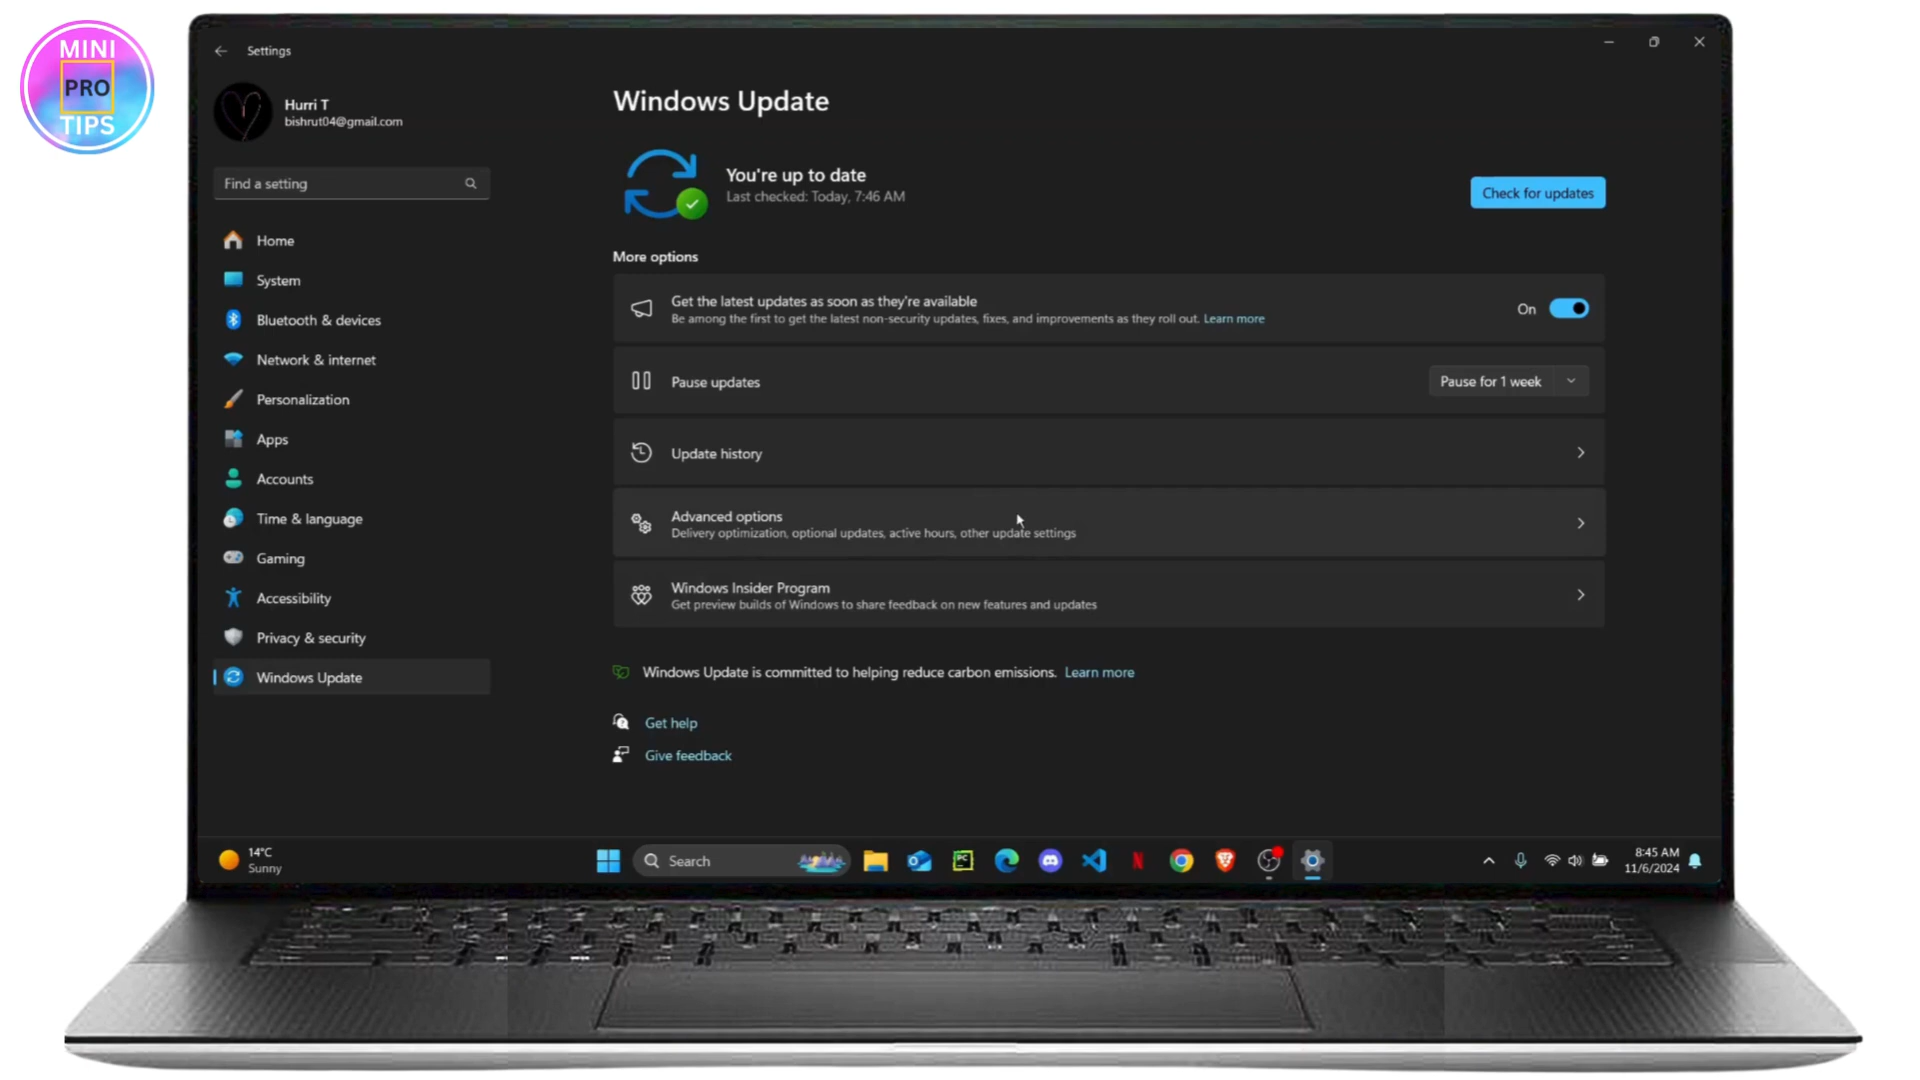 MINI
PRO
TIPS
Settings
Hurri T
bishrut04@gmail.com
Find a setting
Home
System
Bluetooth & devices
Network & internet
Personalization
Apps
Accounts
Time & language
Gaming
Accessibility
Privacy & security
Windows Update
Windows Update
You're up to date
Last checked: Today, 7:46 AM
Check for updates
More options
Get the latest updates as soon as they're available
Be among the first to get the latest non-security updates, fixes, and improvements as they roll out. Learn more
On
Pause updates
Pause for 1 week
Update history
Advanced options
Delivery optimization, optional updates, active hours, other update settings
Windows Insider Program
Get preview builds of Windows to share feedback on new features and updates
Windows Update is committed to helping reduce carbon emissions. Learn more
Get help
Give feedback
14°C
Sunny
Search
PC
N
8:45 AM
11/6/2024